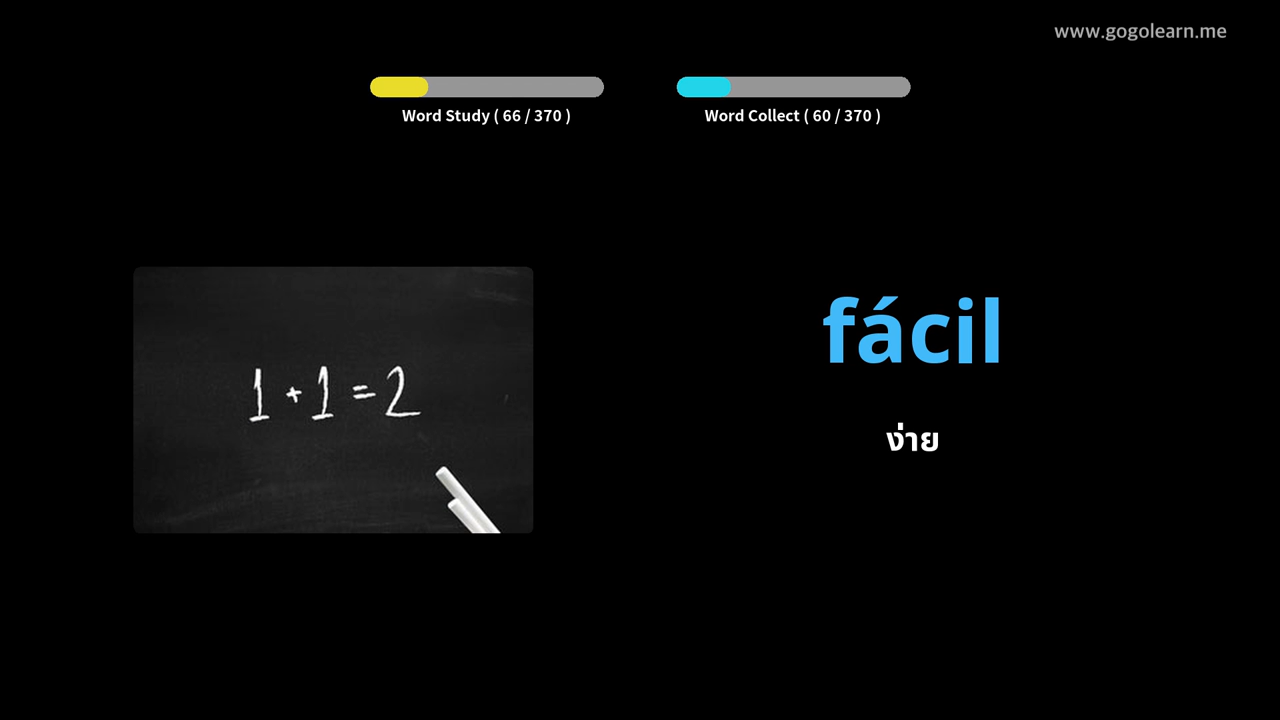 www.gogolearn.me
Word Study ( 66 / 370 )
Word Collect ( 60 / 370 )
1 + 1 = 2
fácil
ง่าย